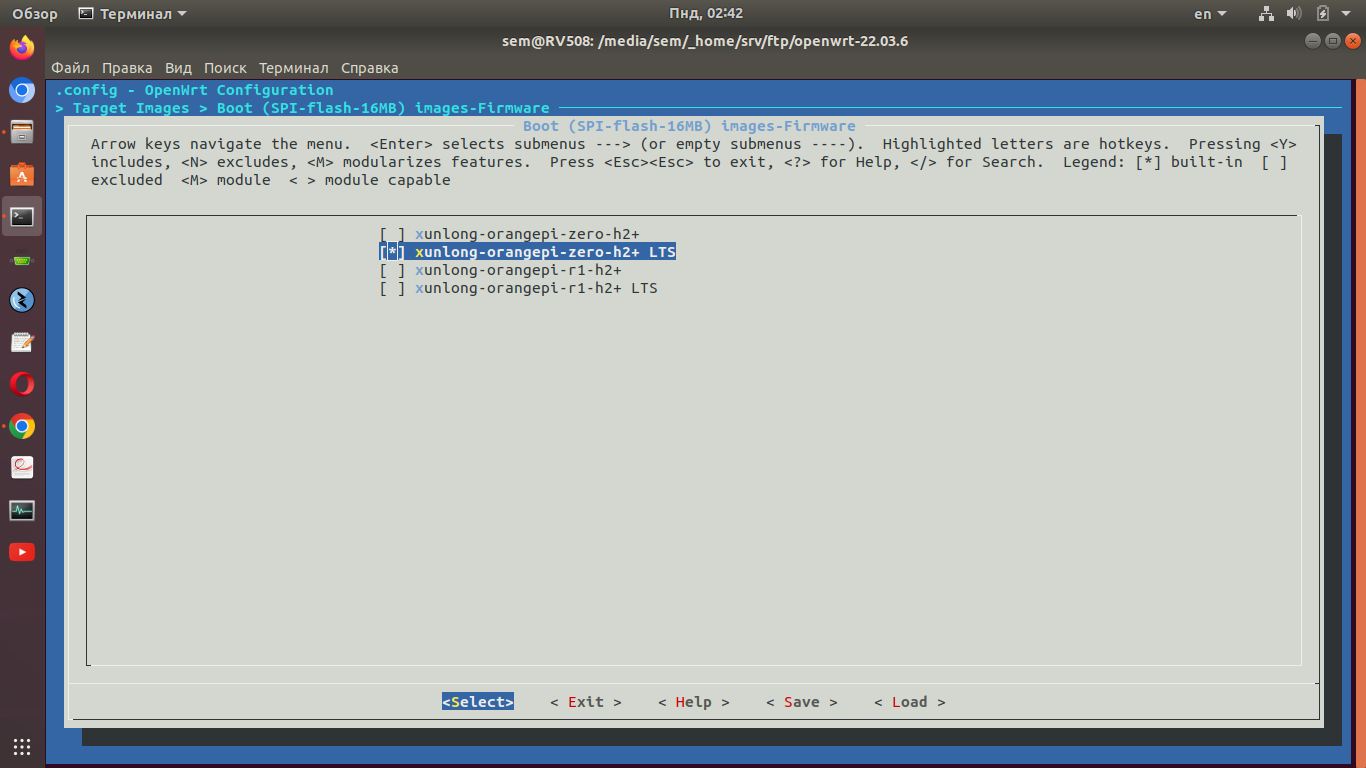 Обзор Терминал Пнд, 02:42 en
sem@RV508: /media/sem/_home/srv/ftp/openwrt-22.03.6
Файл Правка Вид Поиск Терминал Справка
.config - OpenWrt Configuration
> Target Images > Boot (SPI-flash-16MB) images-Firmware
Boot (SPI-flash-16MB) images-Firmware
Arrow keys navigate the menu. <Enter> selects submenus ---> (or empty submenus ----). Highlighted letters are hotkeys. Pressing <Y>
includes, <N> excludes, <M> modularizes features. Press <Esc><Esc> to exit, <?> for Help, </> for Search. Legend: [*] built-in [ ]
excluded <M> module < > module capable
[ ] xunlong-orangepi-zero-h2+
[*] xunlong-orangepi-zero-h2+ LTS
[ ] xunlong-orangepi-r1-h2+
[ ] xunlong-orangepi-r1-h2+ LTS
<Select> < Exit > < Help > < Save > < Load >